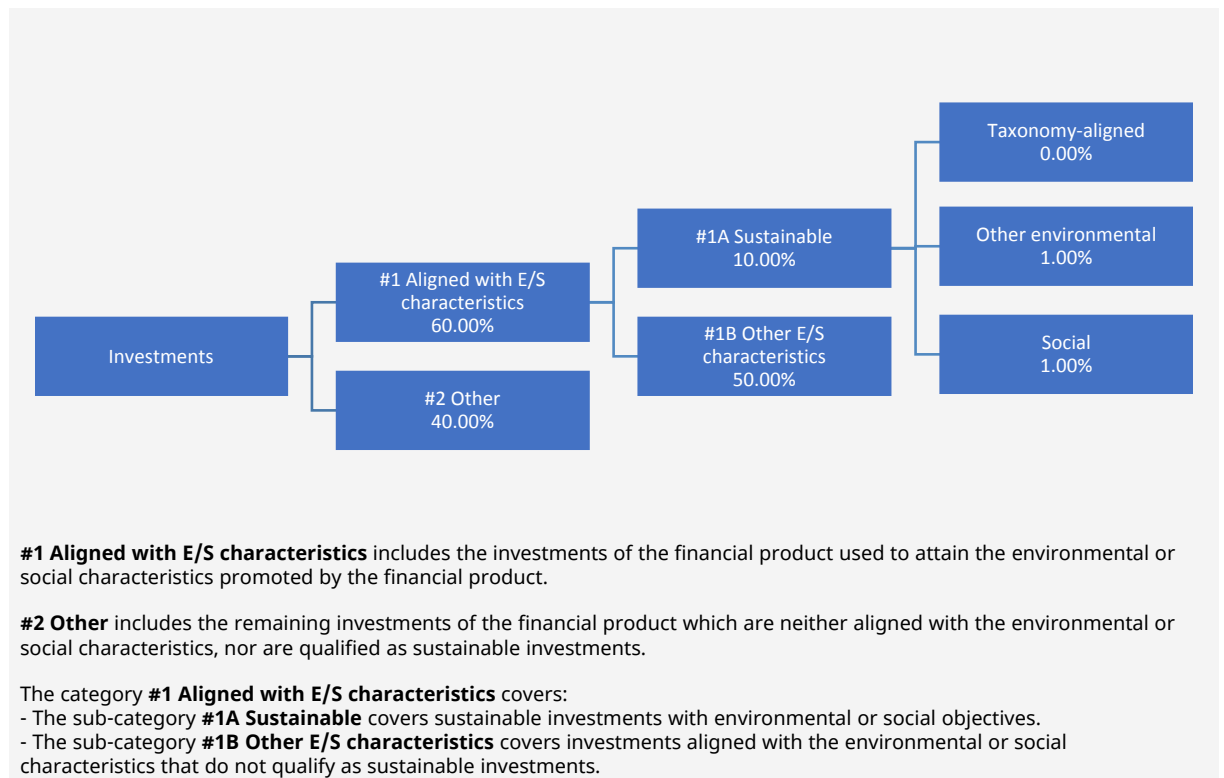 Taxonomy-aligned
0.00%
#1A Sustainable
10.00%
Other environmental
1.00%
#1 Aligned with E/S
characteristics
60.00%
Investments
#1B Other E/S
characteristics
50.00%
Social
1.00%
#2 Other
40.00%
#1 Aligned with E/S characteristics includes the investments of the financial product used to attain the environmental or
social characteristics promoted by the financial product.
#2 Other includes the remaining investments of the financial product which are neither aligned with the environmental or
social characteristics, nor are qualified as sustainable investments.
The category #1 Aligned with E/S characteristics covers:
- The sub-category #1A Sustainable covers sustainable investments with environmental or social objectives.
- The sub-category #1B Other E/S characteristics covers investments aligned with the environmental or social
characteristics that do not qualify as sustainable investments.